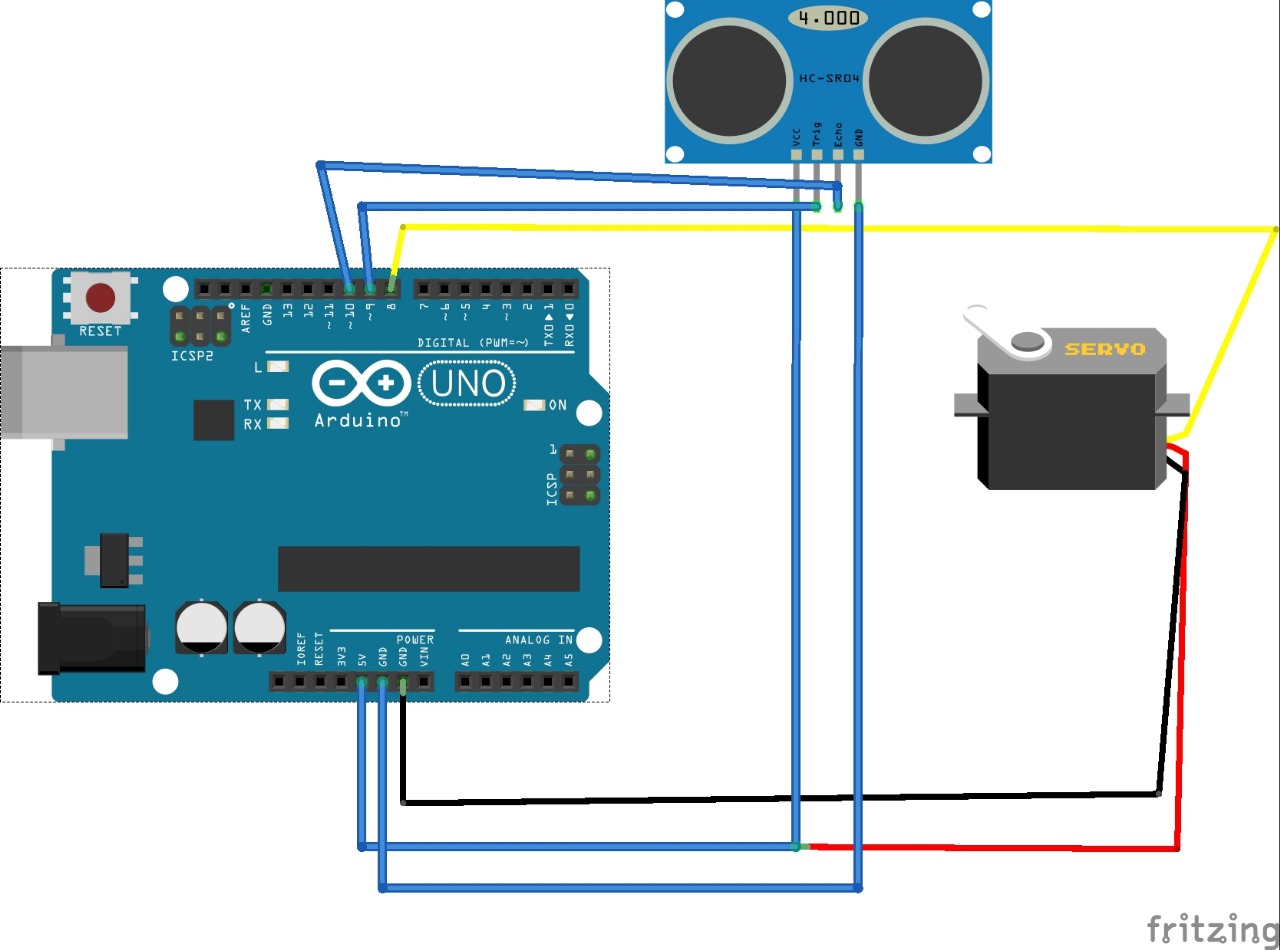 4.000
HC-SR04
VCC
Trig
Echo
GND
RESET
ICSP2
AREF
GND
13
12
~11
~10
~9
8
7
~6
~5
4
~3
2
TX0▶1
RX0◀0
DIGITAL (PWM=~)
L
TX
RX
UNO
ON
Arduino™
1
ICSP
SERVO
POWER
ANALOG IN
IOREF
RESET
3V3
5V
GND
GND
VIN
A0
A1
A2
A3
A4
A5
fritzing